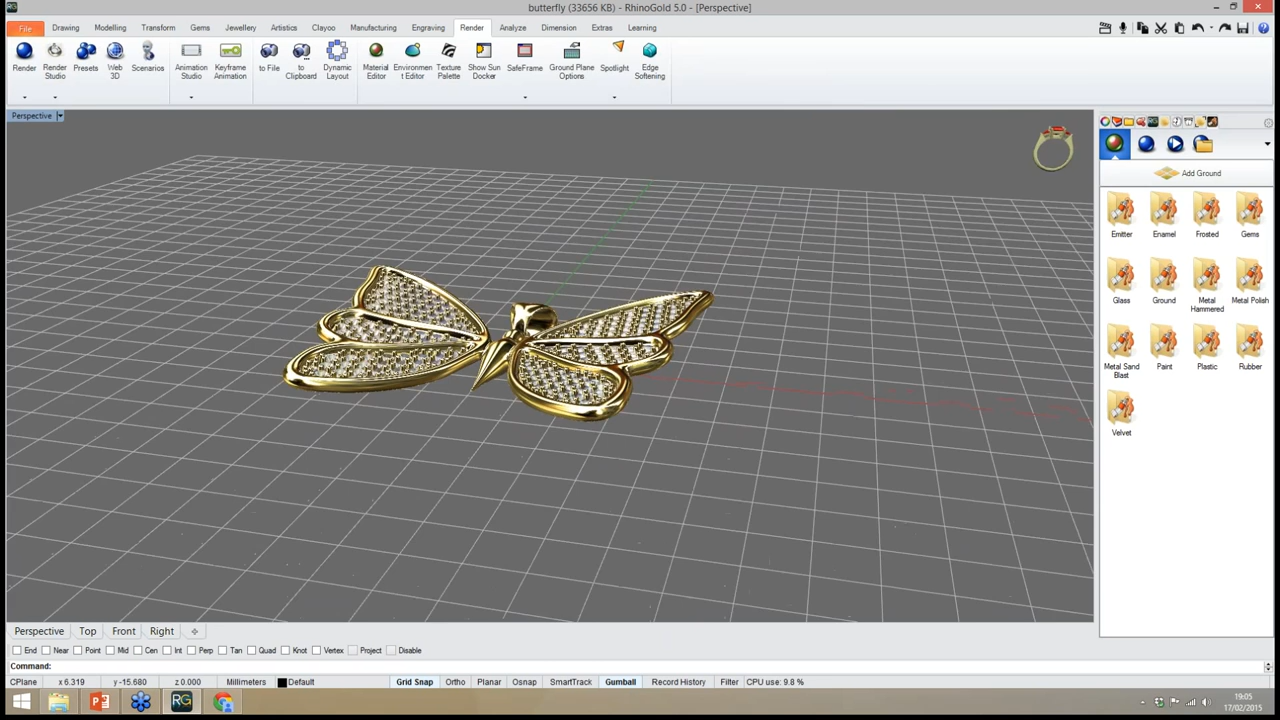 butterfly (33656 KB) - RhinoGold 5.0 - [Perspective]
File Drawing Modelling Transform Gems Jewellery Artistics Clayoo Manufacturing Engraving Render Analyze Dimension Extras Learning
Render Render Studio Presets Web 3D Scenarios Animation Studio Keyframe Animation to File to Clipboard Dynamic Layout Material Editor Environmen t Editor Texture Palette Show Sun Docker SafeFrame Ground Plane Options Spotlight Edge Softening
Perspective
Add Ground
Emitter Enamel Frosted Gems
Glass Ground Metal Hammered Metal Polish
Metal Sand Blast Paint Plastic Rubber
Velvet
Perspective Top Front Right
End Near Point Mid Cen Int Perp Tan Quad Knot Vertex Project Disable
Command:
CPlane x 6.319 y -15.680 z 0.000 Millimeters Default Grid Snap Ortho Planar Osnap SmartTrack Gumball Record History Filter CPU use: 9.8 %
RG
19:05
17/02/2015